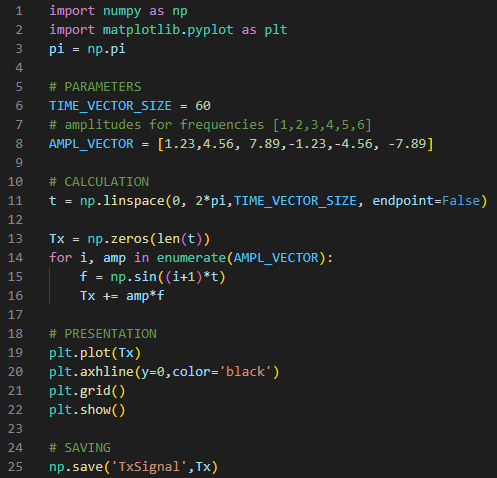 1 import numpy as np
2 import matplotlib.pyplot as plt
3 pi = np.pi
4
5 # PARAMETERS
6 TIME_VECTOR_SIZE = 60
7 # amplitudes for frequencies [1,2,3,4,5,6]
8 AMPL_VECTOR = [1.23,4.56, 7.89,-1.23,-4.56, -7.89]
9
10 # CALCULATION
11 t = np.linspace(0, 2*pi,TIME_VECTOR_SIZE, endpoint=False)
12
13 Tx = np.zeros(len(t))
14 for i, amp in enumerate(AMPL_VECTOR):
15     f = np.sin((i+1)*t)
16     Tx += amp*f
17
18 # PRESENTATION
19 plt.plot(Tx)
20 plt.axhline(y=0,color='black')
21 plt.grid()
22 plt.show()
23
24 # SAVING
25 np.save('TxSignal',Tx)